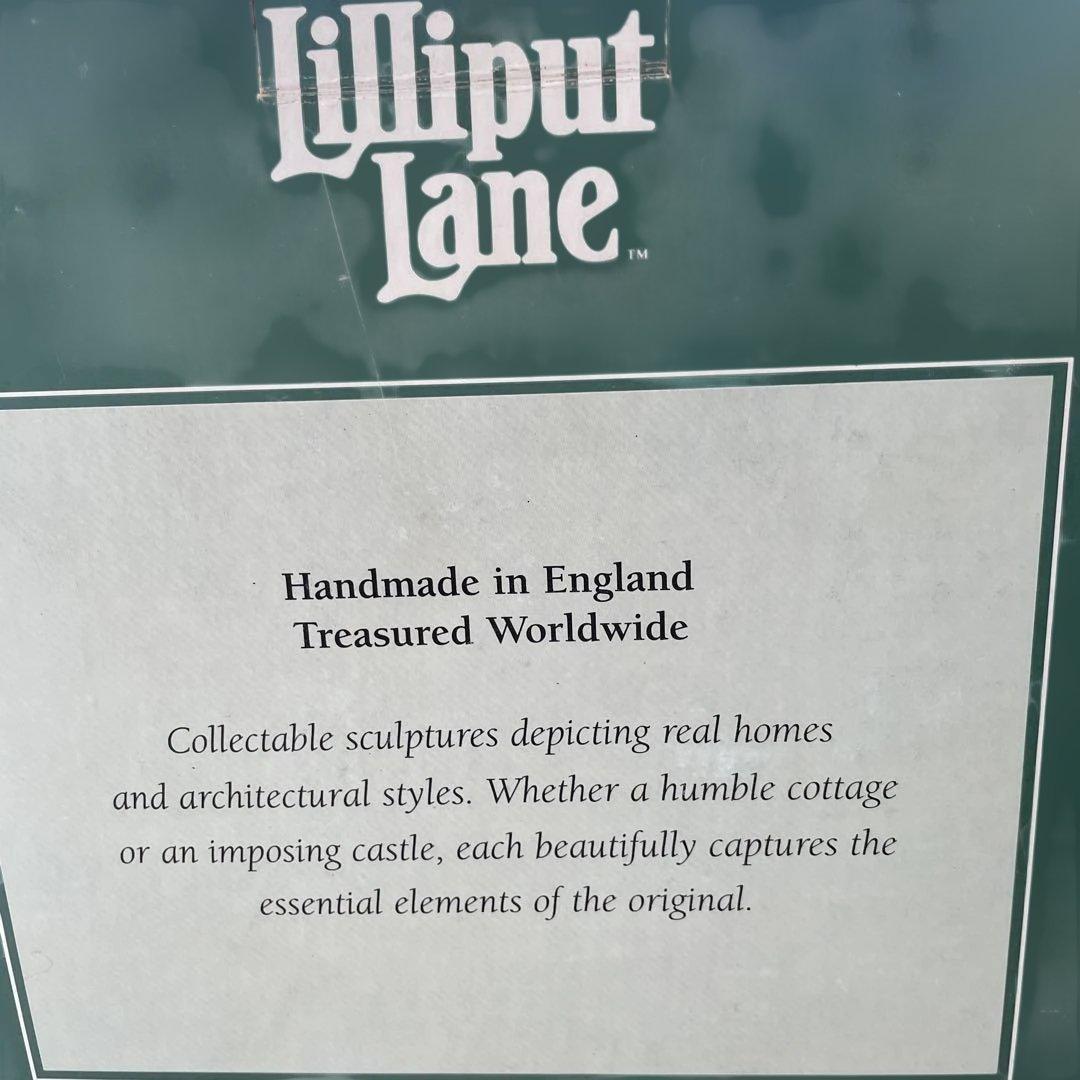 Lilliput
Lane™
Handmade in England
Treasured Worldwide
Collectable sculptures depicting real homes
and architectural styles. Whether a humble cottage
or an imposing castle, each beautifully captures the
essential elements of the original.